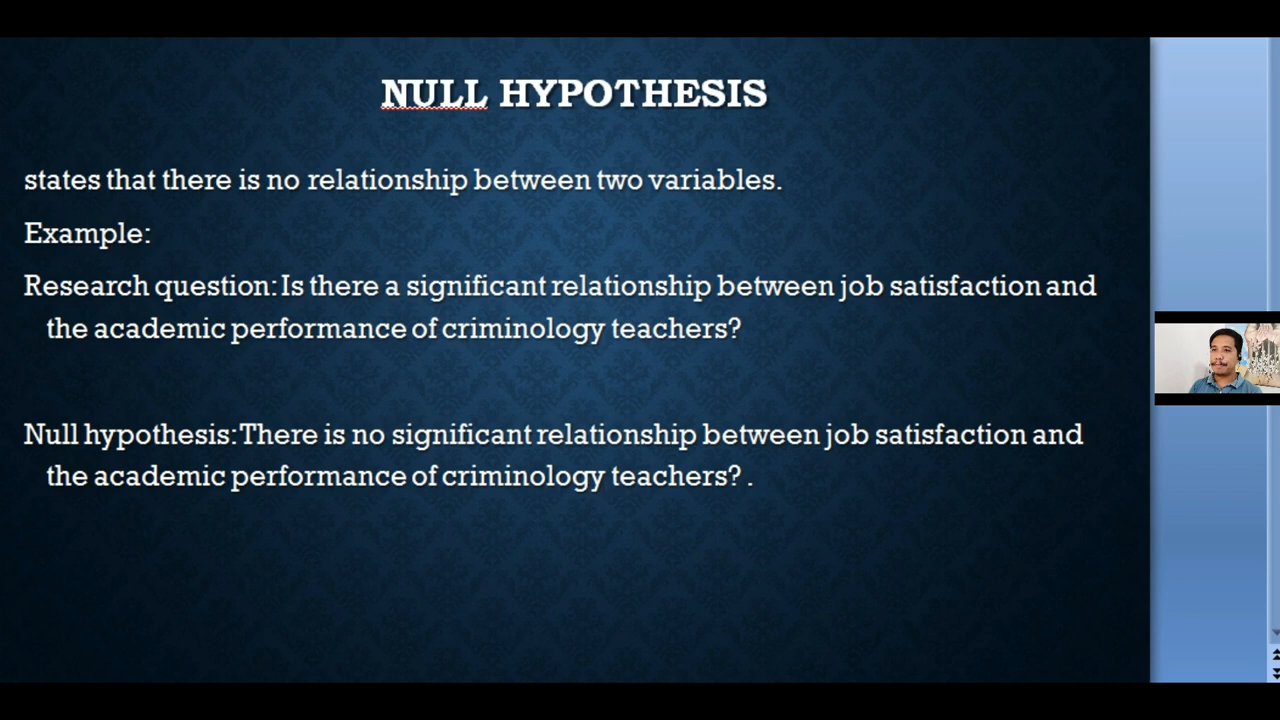 NULL HYPOTHESIS
states that there is no relationship between two variables.
Example:
Research question: Is there a significant relationship between job satisfaction and
the academic performance of criminology teachers?
Null hypothesis: There is no significant relationship between job satisfaction and
the academic performance of criminology teachers? .